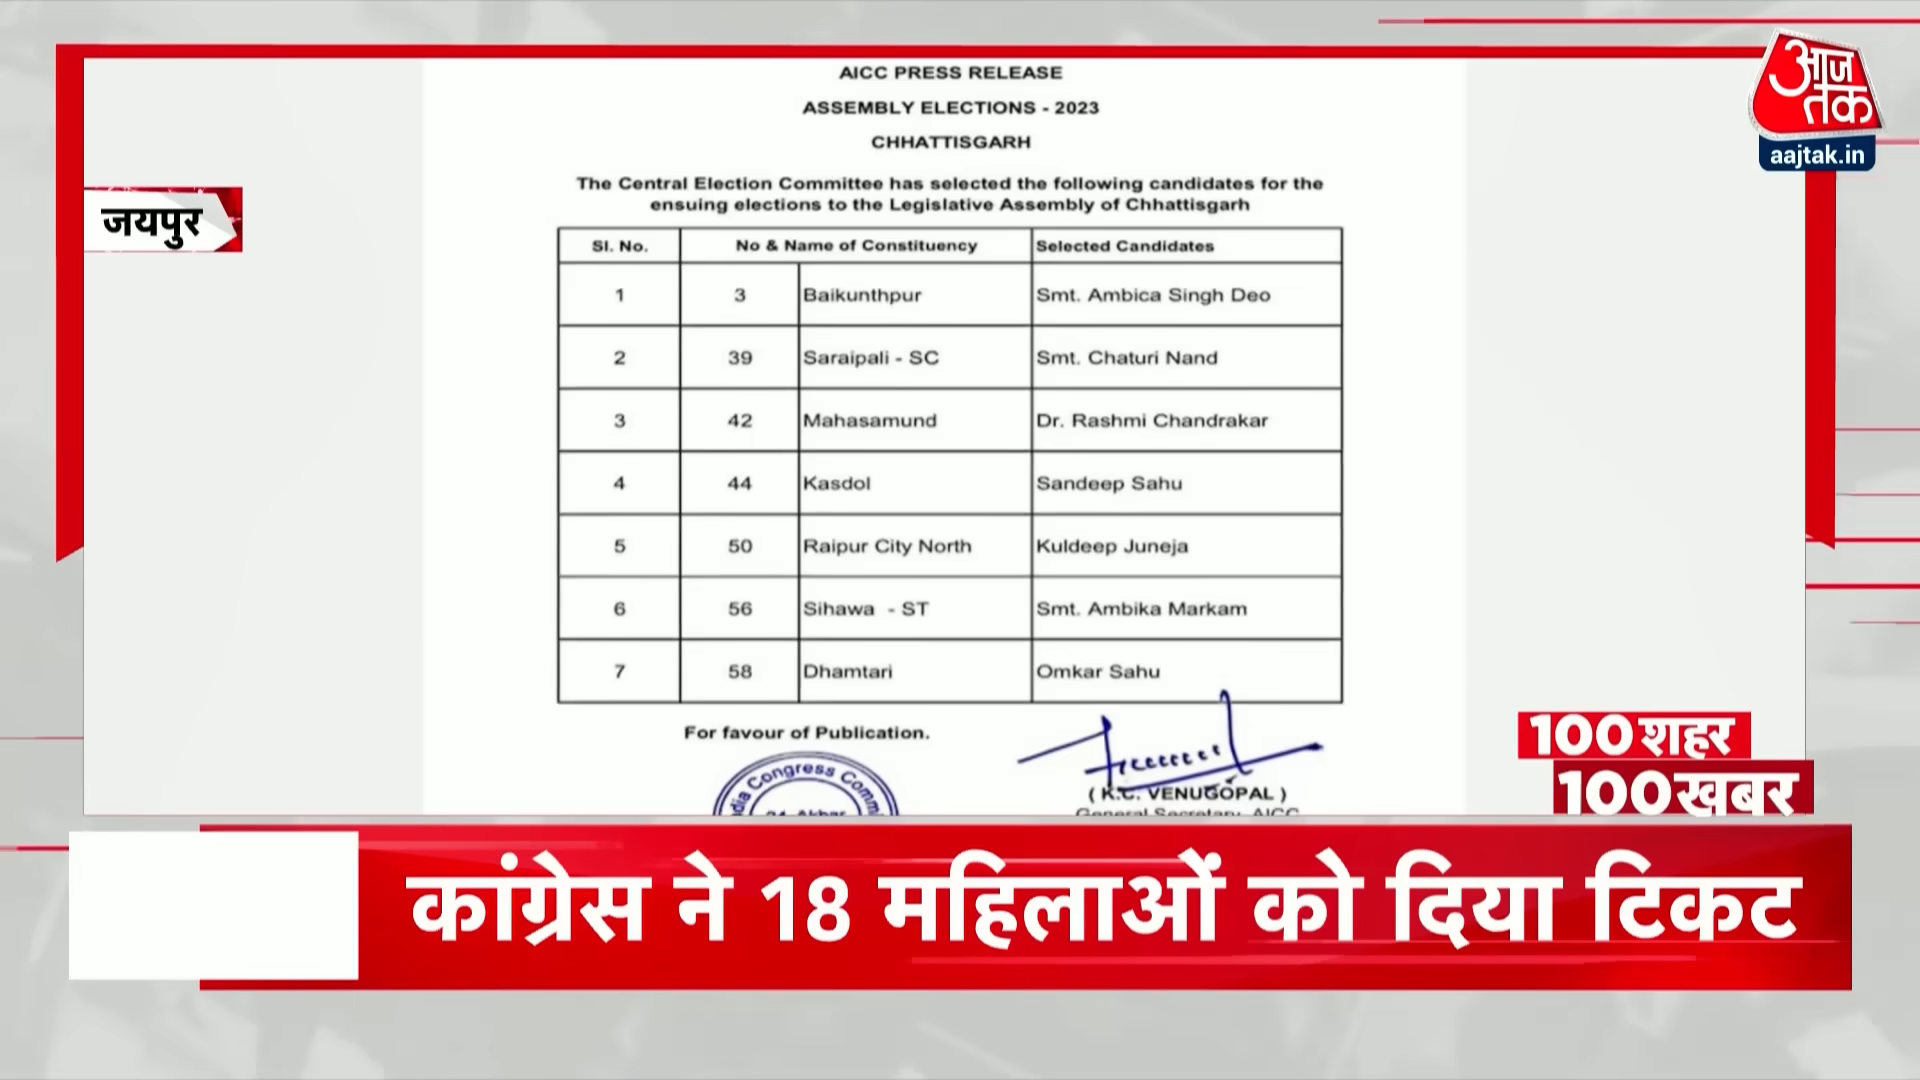 AICC PRESS RELEASE
ASSEMBLY ELECTIONS - 2023
CHHATTISGARH
आज
तक
aajtak.in
जयपुर
The Central Election Committee has selected the following candidates for the
ensuing elections to the Legislative Assembly of Chhattisgarh
Sl. No. No & Name of Constituency Selected Candidates
1 3 Baikunthpur Smt. Ambica Singh Deo
2 39 Saraipali - SC Smt. Chaturi Nand
3 42 Mahasamund Dr. Rashmi Chandrakar
4 44 Kasdol Sandeep Sahu
5 50 Raipur City North Kuldeep Juneja
6 56 Sihawa - ST Smt. Ambika Markam
7 58 Dhamtari Omkar Sahu
For favour of Publication.
Congress
( K.C. VENUGOPAL )
General Secretary, AICC
100 शहर
100 खबर
कांग्रेस ने 18 महिलाओं को दिया टिकट